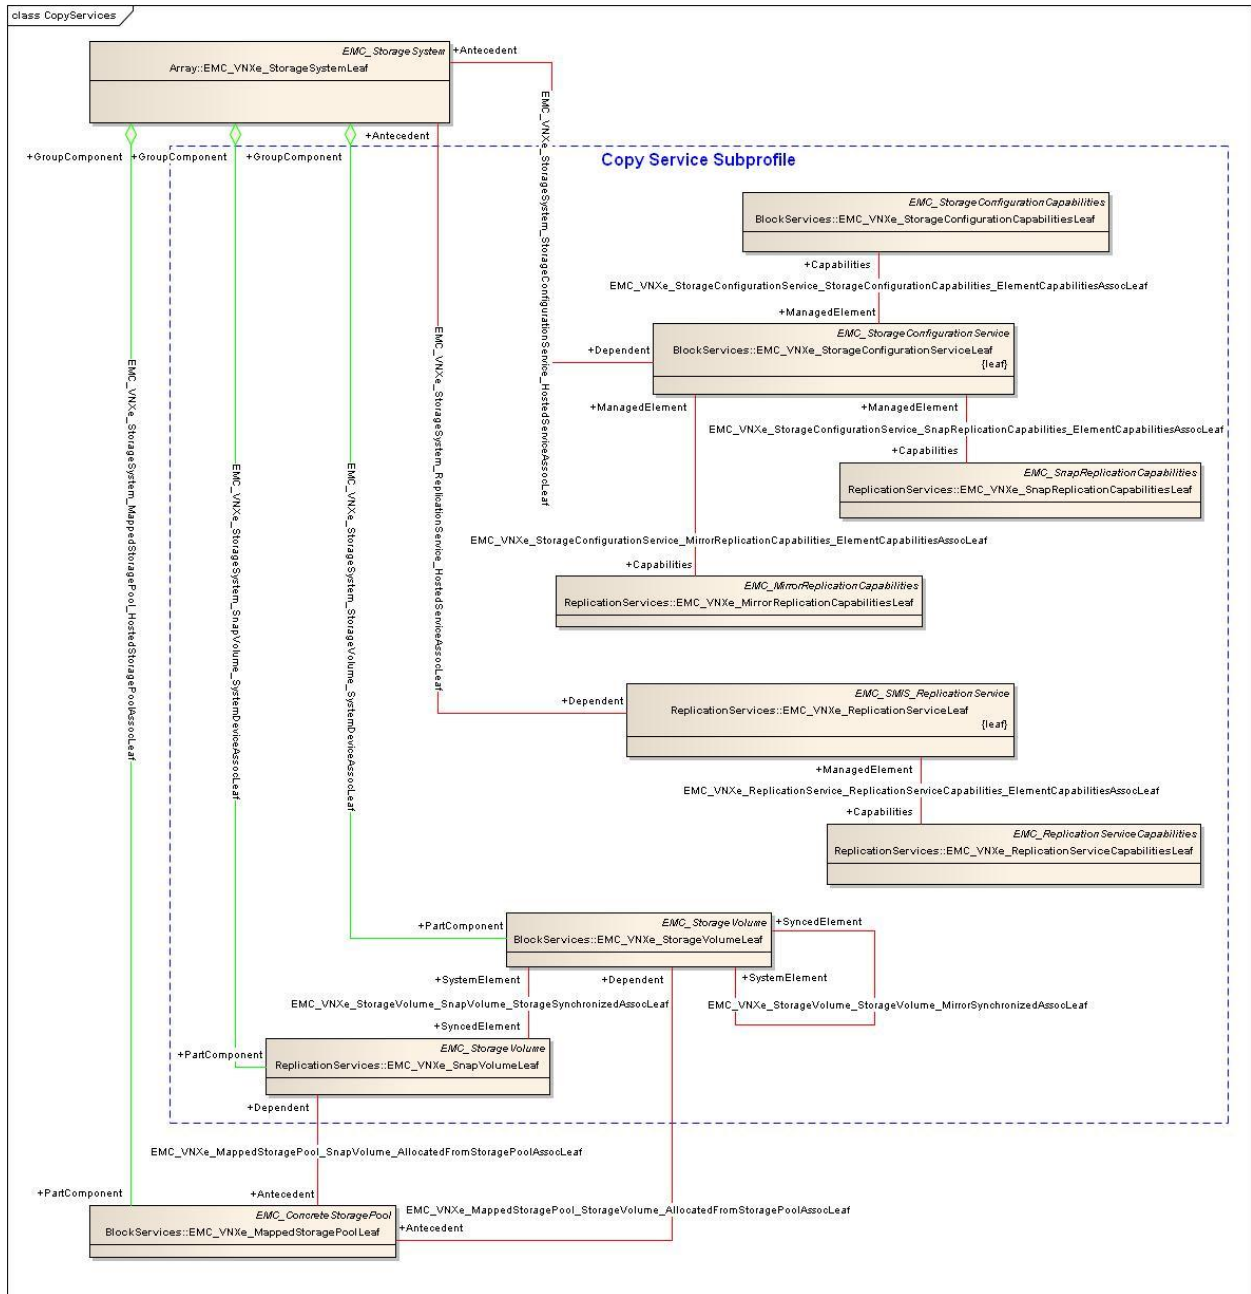 class CopyServices
EMC_StorageSystem
Array::EMC_VNXe_StorageSystemLeaf
+Antecedent
+Antecedent
+GroupComponent
+GroupComponent
+GroupComponent
Copy Service Subprofile
EMC_VNXe_StorageSystem_StorageConfigurationService_HostedServiceAssocLeaf
EMC_StorageConfigurationCapabilities
BlockServices::EMC_VNXe_StorageConfigurationCapabilitiesLeaf
+Capabilities
EMC_VNXe_StorageConfigurationService_StorageConfigurationCapabilities_ElementCapabilitiesAssocLeaf
+ManagedElement
EMC_StorageConfigurationService
+Dependent
BlockServices::EMC_VNXe_StorageConfigurationServiceLeaf
{leaf}
+ManagedElement
+ManagedElement
EMC_VNXe_StorageConfigurationService_SnapReplicationCapabilities_ElementCapabilitiesAssocLeaf
+Capabilities
EMC_SnapReplicationCapabilities
ReplicationServices::EMC_VNXe_SnapReplicationCapabilitiesLeaf
EMC_VNXe_StorageConfigurationService_MirrorReplicationCapabilities_ElementCapabilitiesAssocLeaf
+Capabilities
EMC_MirrorReplicationCapabilities
ReplicationServices::EMC_VNXe_MirrorReplicationCapabilitiesLeaf
EMC_VNXe_StorageSystem_MappedStoragePool_HostedStoragePoolAssocLeaf
EMC_VNXe_StorageSystem_SnapVolume_SystemDeviceAssocLeaf
EMC_VNXe_StorageSystem_StorageVolume_SystemDeviceAssocLeaf
EMC_VNXe_StorageSystem_ReplicationService_HostedServiceAssocLeaf
+Dependent
EMC_SMIS_ReplicationService
ReplicationServices::EMC_VNXe_ReplicationServiceLeaf
{leaf}
+ManagedElement
EMC_VNXe_ReplicationService_ReplicationServiceCapabilities_ElementCapabilitiesAssocLeaf
+Capabilities
EMC_ReplicationServiceCapabilities
ReplicationServices::EMC_VNXe_ReplicationServiceCapabilitiesLeaf
+PartComponent
EMC_StorageVolume
BlockServices::EMC_VNXe_StorageVolumeLeaf
+SyncedElement
+SystemElement
+Dependent
+SystemElement
EMC_VNXe_StorageVolume_SnapVolume_StorageSynchronizedAssocLeaf
EMC_VNXe_StorageVolume_StorageVolume_MirrorSynchronizedAssocLeaf
+SyncedElement
+PartComponent
EMC_StorageVolume
ReplicationServices::EMC_VNXe_SnapVolumeLeaf
+Dependent
EMC_VNXe_MappedStoragePool_SnapVolume_AllocatedFromStoragePoolAssocLeaf
+PartComponent
+Antecedent
EMC_VNXe_MappedStoragePool_StorageVolume_AllocatedFromStoragePoolAssocLeaf
EMC_ConcreteStoragePool
BlockServices::EMC_VNXe_MappedStoragePoolLeaf
+Antecedent